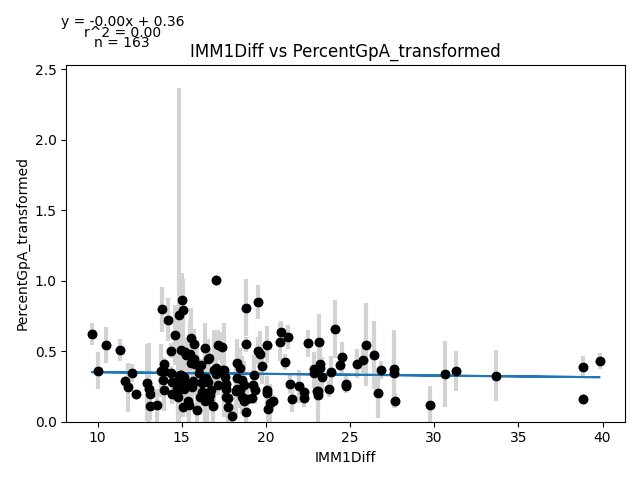 y = -0.00x + 0.36
r^2 = 0.00
n = 163
IMM1Diff vs PercentGpA_transformed
2.5
2.0
1.5
1.0
0.5
0.0
PercentGpA_transformed
10 15 20 25 30 35 40
IMM1Diff